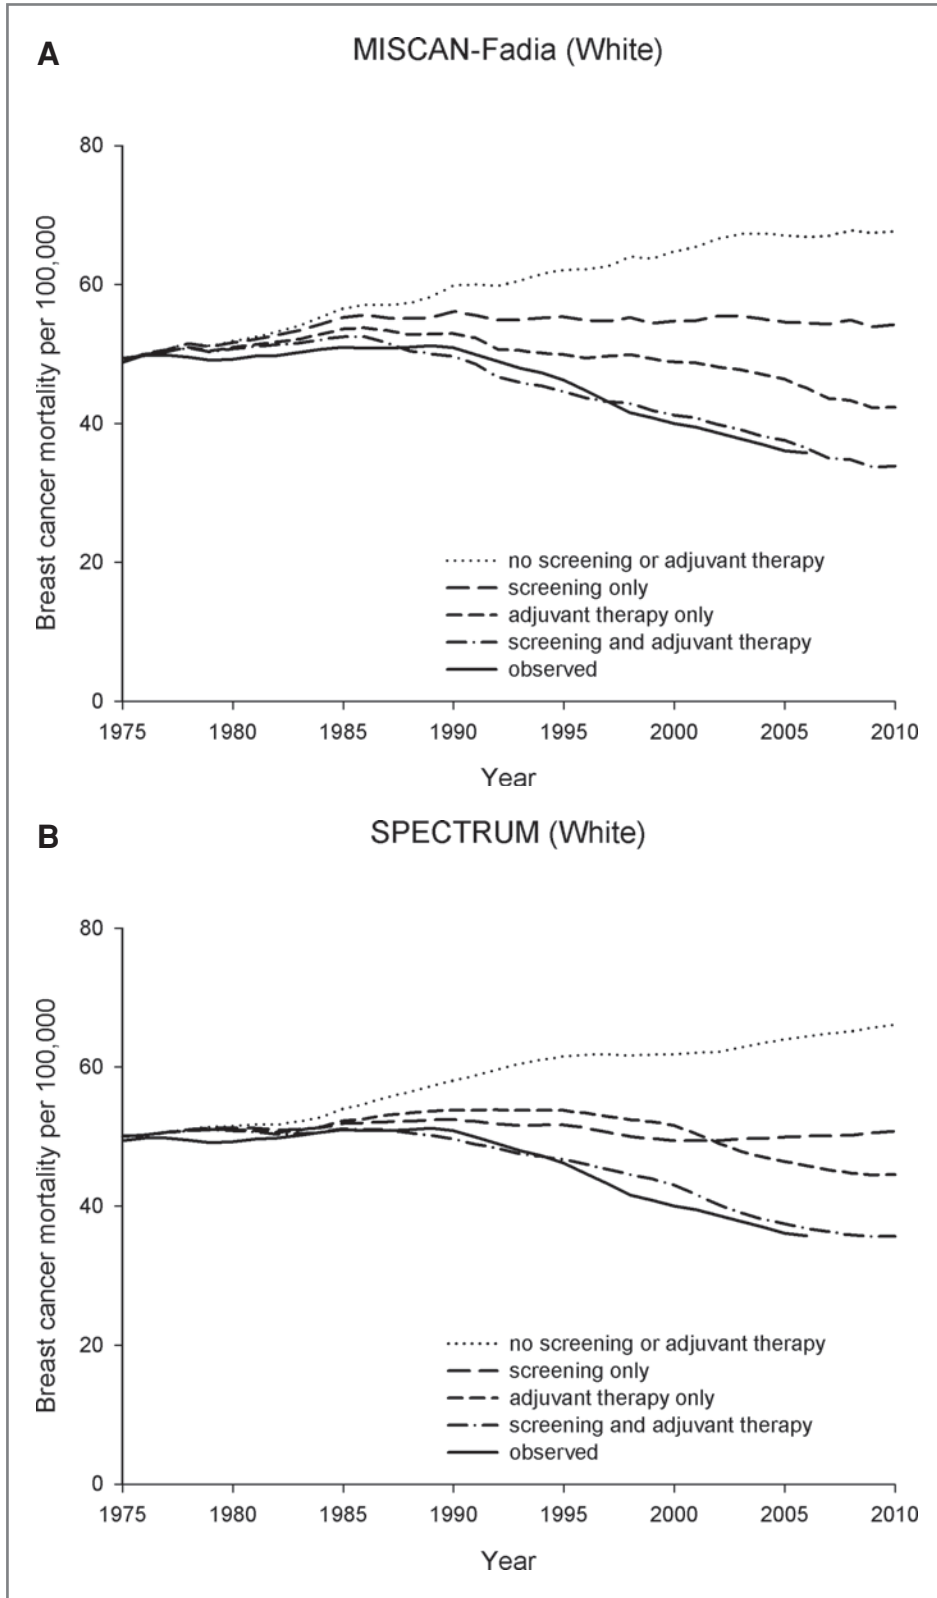 A
MISCAN-Fadia (White)
Breast cancer mortality per 100,000
80
60
40
20
0
no screening or adjuvant therapy
screening only
adjuvant therapy only
screening and adjuvant therapy
observed
1975 1980 1985 1990 1995 2000 2005 2010
Year
B
SPECTRUM (White)
Breast cancer mortality per 100,000
80
60
40
20
0
no screening or adjuvant therapy
screening only
adjuvant therapy only
screening and adjuvant therapy
observed
1975 1980 1985 1990 1995 2000 2005 2010
Year